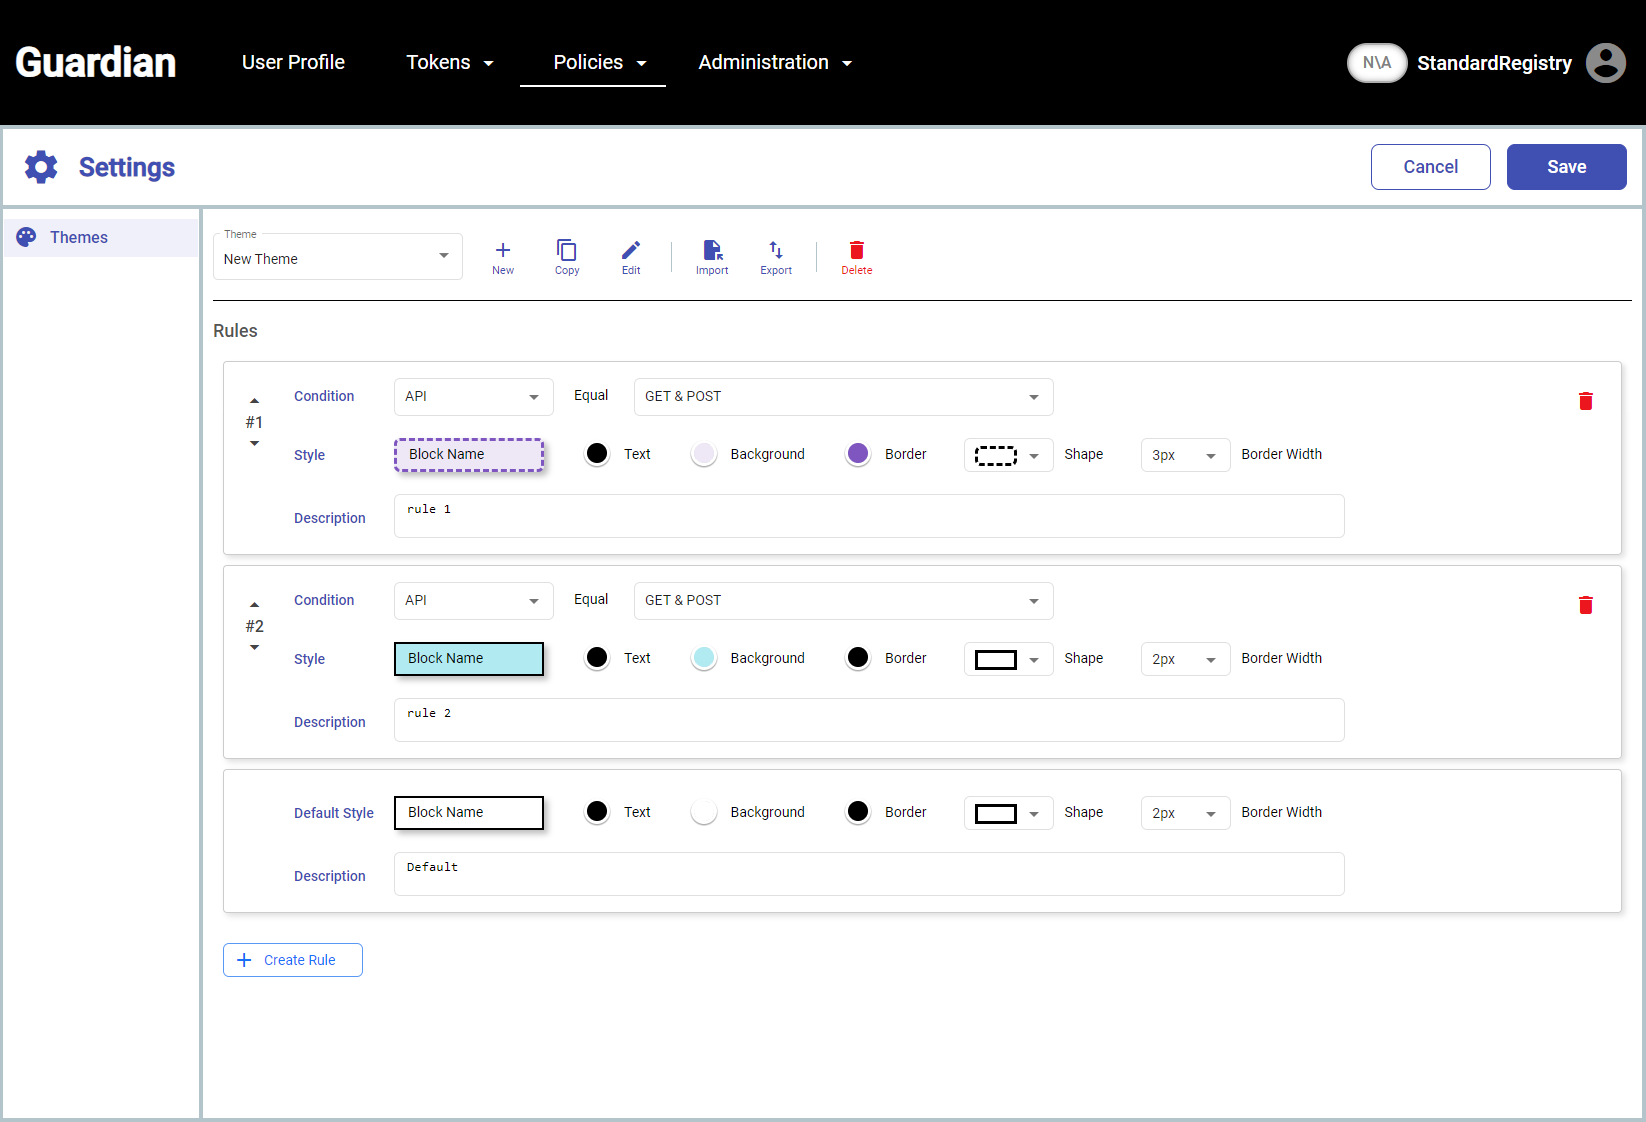 Guardian User Profile Tokens Policies Administration N\A StandardRegistry
Settings Cancel Save
Themes
Theme
New Theme
New Copy Edit Import Export Delete
Rules
#1
Condition API Equal GET & POST
Style Block Name Text Background Border Shape 3px Border Width
Description rule 1
#2
Condition API Equal GET & POST
Style Block Name Text Background Border Shape 2px Border Width
Description rule 2
Default Style Block Name Text Background Border Shape 2px Border Width
Description Default
Create Rule